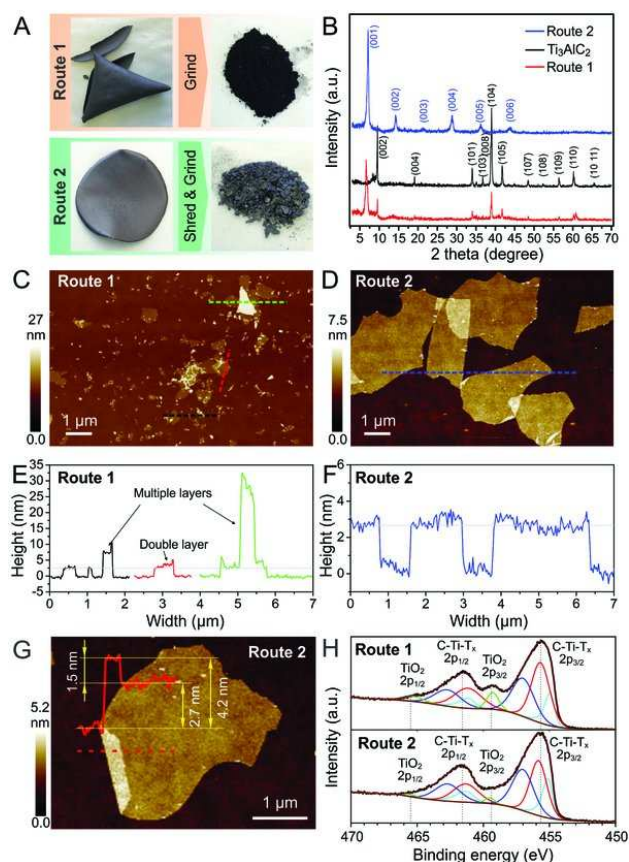 A
Route 1
Grind
Route 2
Shred & Grind
B
Intensity (a.u.)
Route 2
Ti₃AlC₂
Route 1
(001)
(002)
(003)
(004)
(005)
(006)
(002)
(004)
(101)
(103)
(008)
(104)
(105)
(107)
(108)
(109)
(110)
(10 11)
5 10 15 20 25 30 35 40 45 50 55 60 65 70
2 theta (degree)
C
Route 1
27
nm
0.0
1 µm
D
Route 2
7.5
nm
0.0
1 µm
E
Route 1
Height (nm)
35
30
25
20
15
10
5
0
-5
Multiple layers
Double layer
0 1 2 3 4 5 6 7
Width (µm)
F
Route 2
Height (nm)
6
4
2
0
0 1 2 3 4 5 6 7
Width (µm)
G
Route 2
5.2
nm
0.0
1.5 nm
2.7 nm
4.2 nm
1 µm
H
Intensity (a.u.)
Route 1
TiO₂
2p1/2
C-Ti-Tₓ
2p1/2
TiO₂
2p3/2
C-Ti-Tₓ
2p3/2
Route 2
TiO₂
2p1/2
C-Ti-Tₓ
2p1/2
TiO₂
2p3/2
C-Ti-Tₓ
2p3/2
470 465 460 455 450
Binding energy (eV)